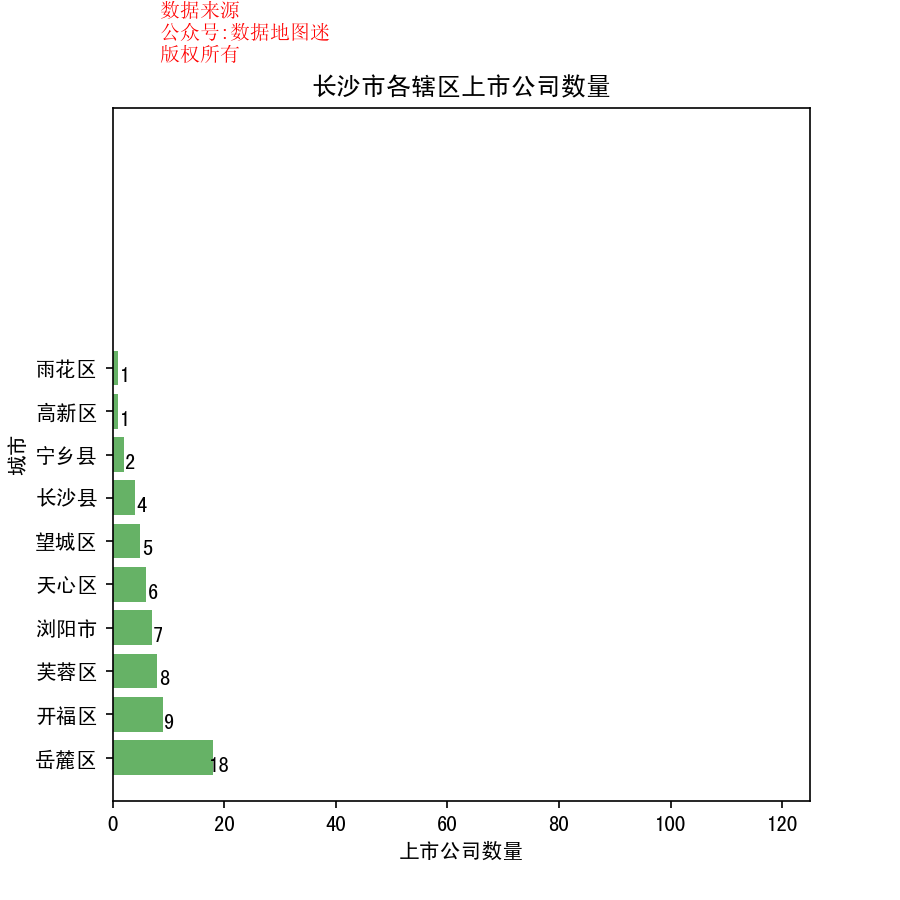 数据来源
公众号:数据地图迷
版权所有
长沙市各辖区上市公司数量
城市
雨花区 1
高新区 1
宁乡县 2
长沙县 4
望城区 5
天心区 6
浏阳市 7
芙蓉区 8
开福区 9
岳麓区 18
0 20 40 60 80 100 120
上市公司数量